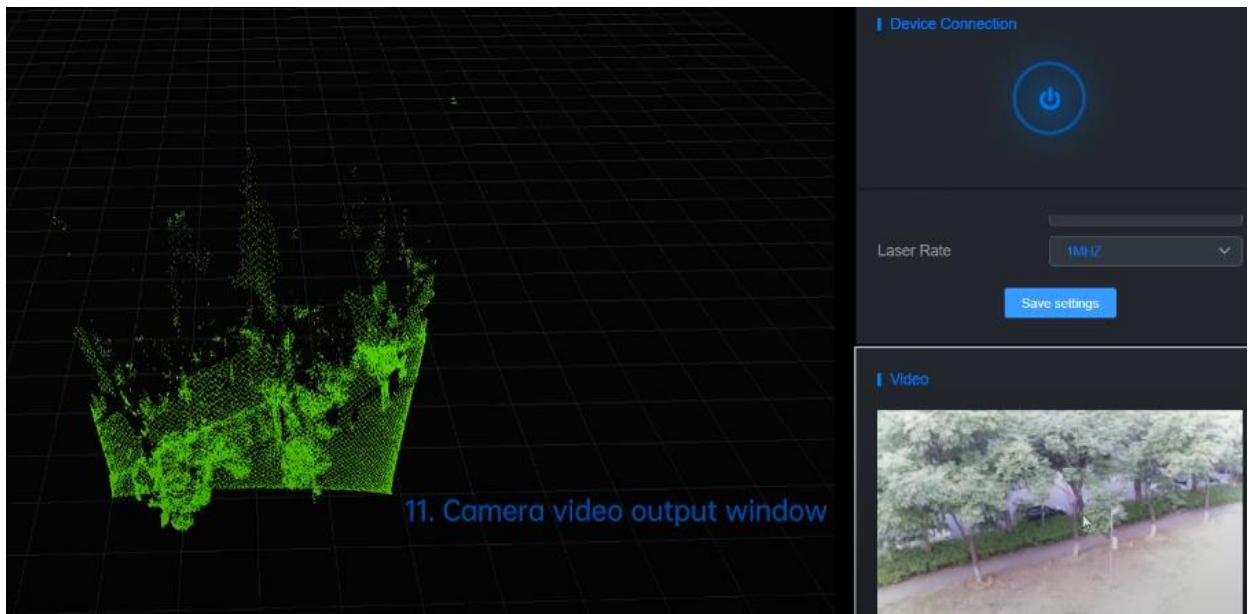 Device Connection
Laser Rate
1MHZ
Save settings
Video
11. Camera video output window